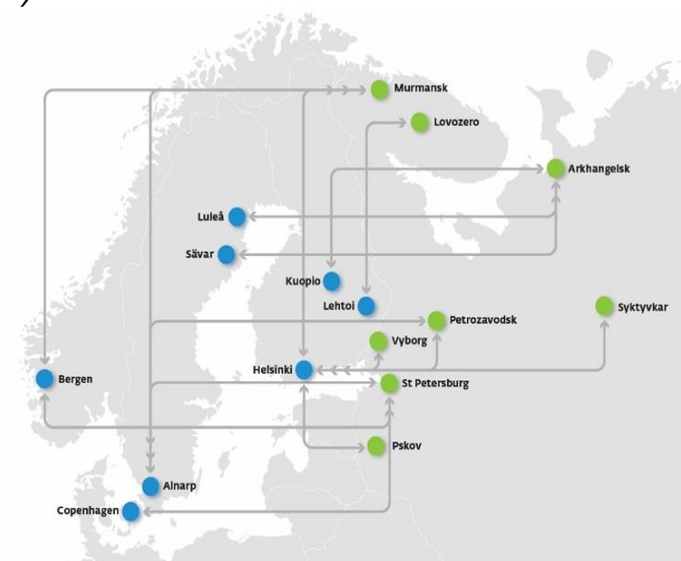 Murmansk
Lovozero
Arkhangelsk
Luleå
Sävar
Kuopio
Lehtoi
Syktyvkar
Petrozavodsk
Vyborg
Helsinki
Bergen
St Petersburg
Pskov
Alnarp
Copenhagen